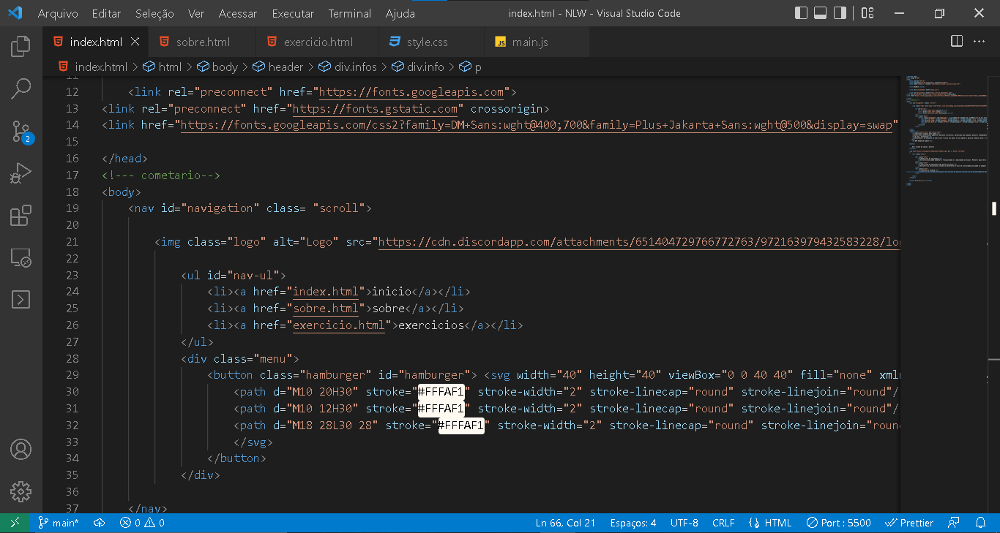 Arquivo Editar Seleção Ver Acessar Executar Terminal Ajuda index.html - NLW - Visual Studio Code
index.html sobre.html exercicio.html style.css JS main.js
index.html > html > body > header > div.infos > div.info > p
2
11
12 <link rel="preconnect" href="https://fonts.googleapis.com">
13 <link rel="preconnect" href="https://fonts.gstatic.com" crossorigin>
14 <link href="https://fonts.googleapis.com/css2?family=DM+Sans:wght@400;700&family=Plus+Jakarta+Sans:wght@500&display=swap"
15
16 </head>
17 <!--- cometario-->
18 <body>
19 <nav id="navigation" class= "scroll">
20
21 <img class="logo" alt="Logo" src="https://cdn.discordapp.com/attachments/651404729766772763/972163979432583228/lo
22
23 <ul id="nav-ul">
24 <li><a href="index.html">inicio</a></li>
25 <li><a href="sobre.html">sobre</a></li>
26 <li><a href="exercicio.html">exercicios</a></li>
27 </ul>
28 <div class="menu">
29 <button class="hamburger" id="hamburger"> <svg width="40" height="40" viewBox="0 0 40 40" fill="none" xml
30 <path d="M10 20H30" stroke="#FFFAF1" stroke-width="2" stroke-linecap="round" stroke-linejoin="round"/
31 <path d="M10 12H30" stroke="#FFFAF1" stroke-width="2" stroke-linecap="round" stroke-linejoin="round"/
32 <path d="M18 28L30 28" stroke="#FFFAF1" stroke-width="2" stroke-linecap="round" stroke-linejoin="roun
33 </svg>
34 </button>
35 </div>
36
37 </nav>
main* 0 0 Ln 66, Col 21 Espaços: 4 UTF-8 CRLF HTML Port : 5500 Prettier